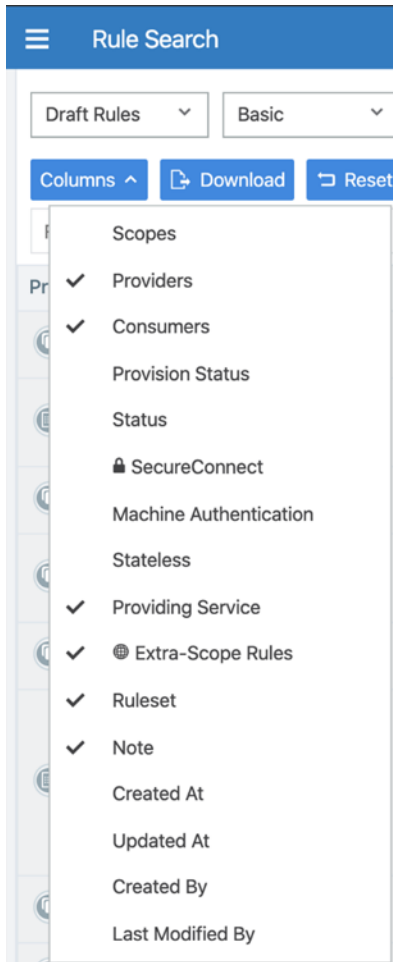 Rule Search
Draft Rules Basic
Columns Download Reset
Pr
Scopes
Providers
Consumers
Provision Status
Status
SecureConnect
Machine Authentication
Stateless
Providing Service
Extra-Scope Rules
Ruleset
Note
Created At
Updated At
Created By
Last Modified By